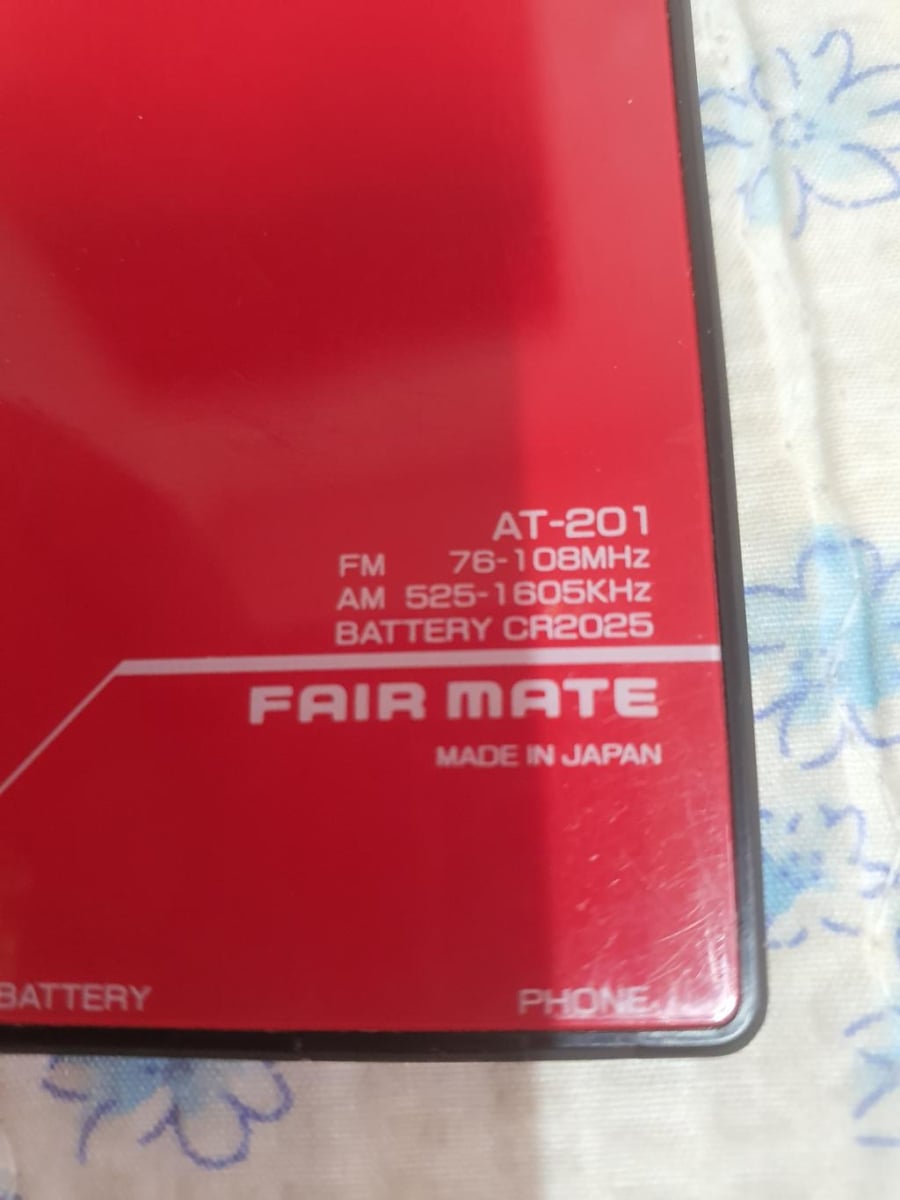 AT-201
FM 76-108MHz
AM 525-1605KHz
BATTERY CR2025
FAIR MATE
MADE IN JAPAN
BATTERY PHONE